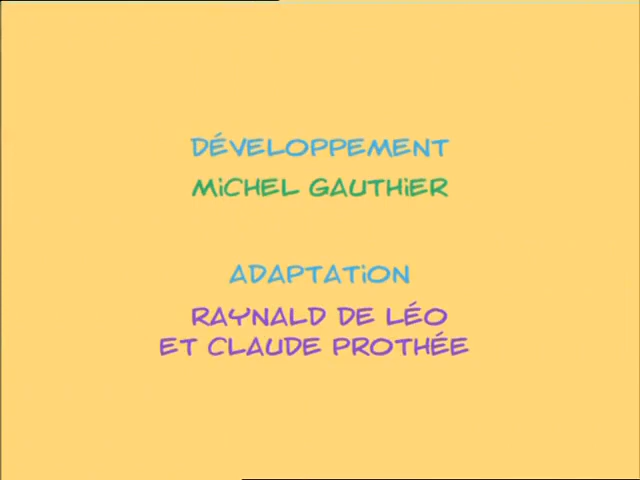 DÉVELOPPEMENT
MiCHEL GAUTHiER
ADAPTATiON
RAYNALD DE LÉO
ET CLAUDE PROTHÉE